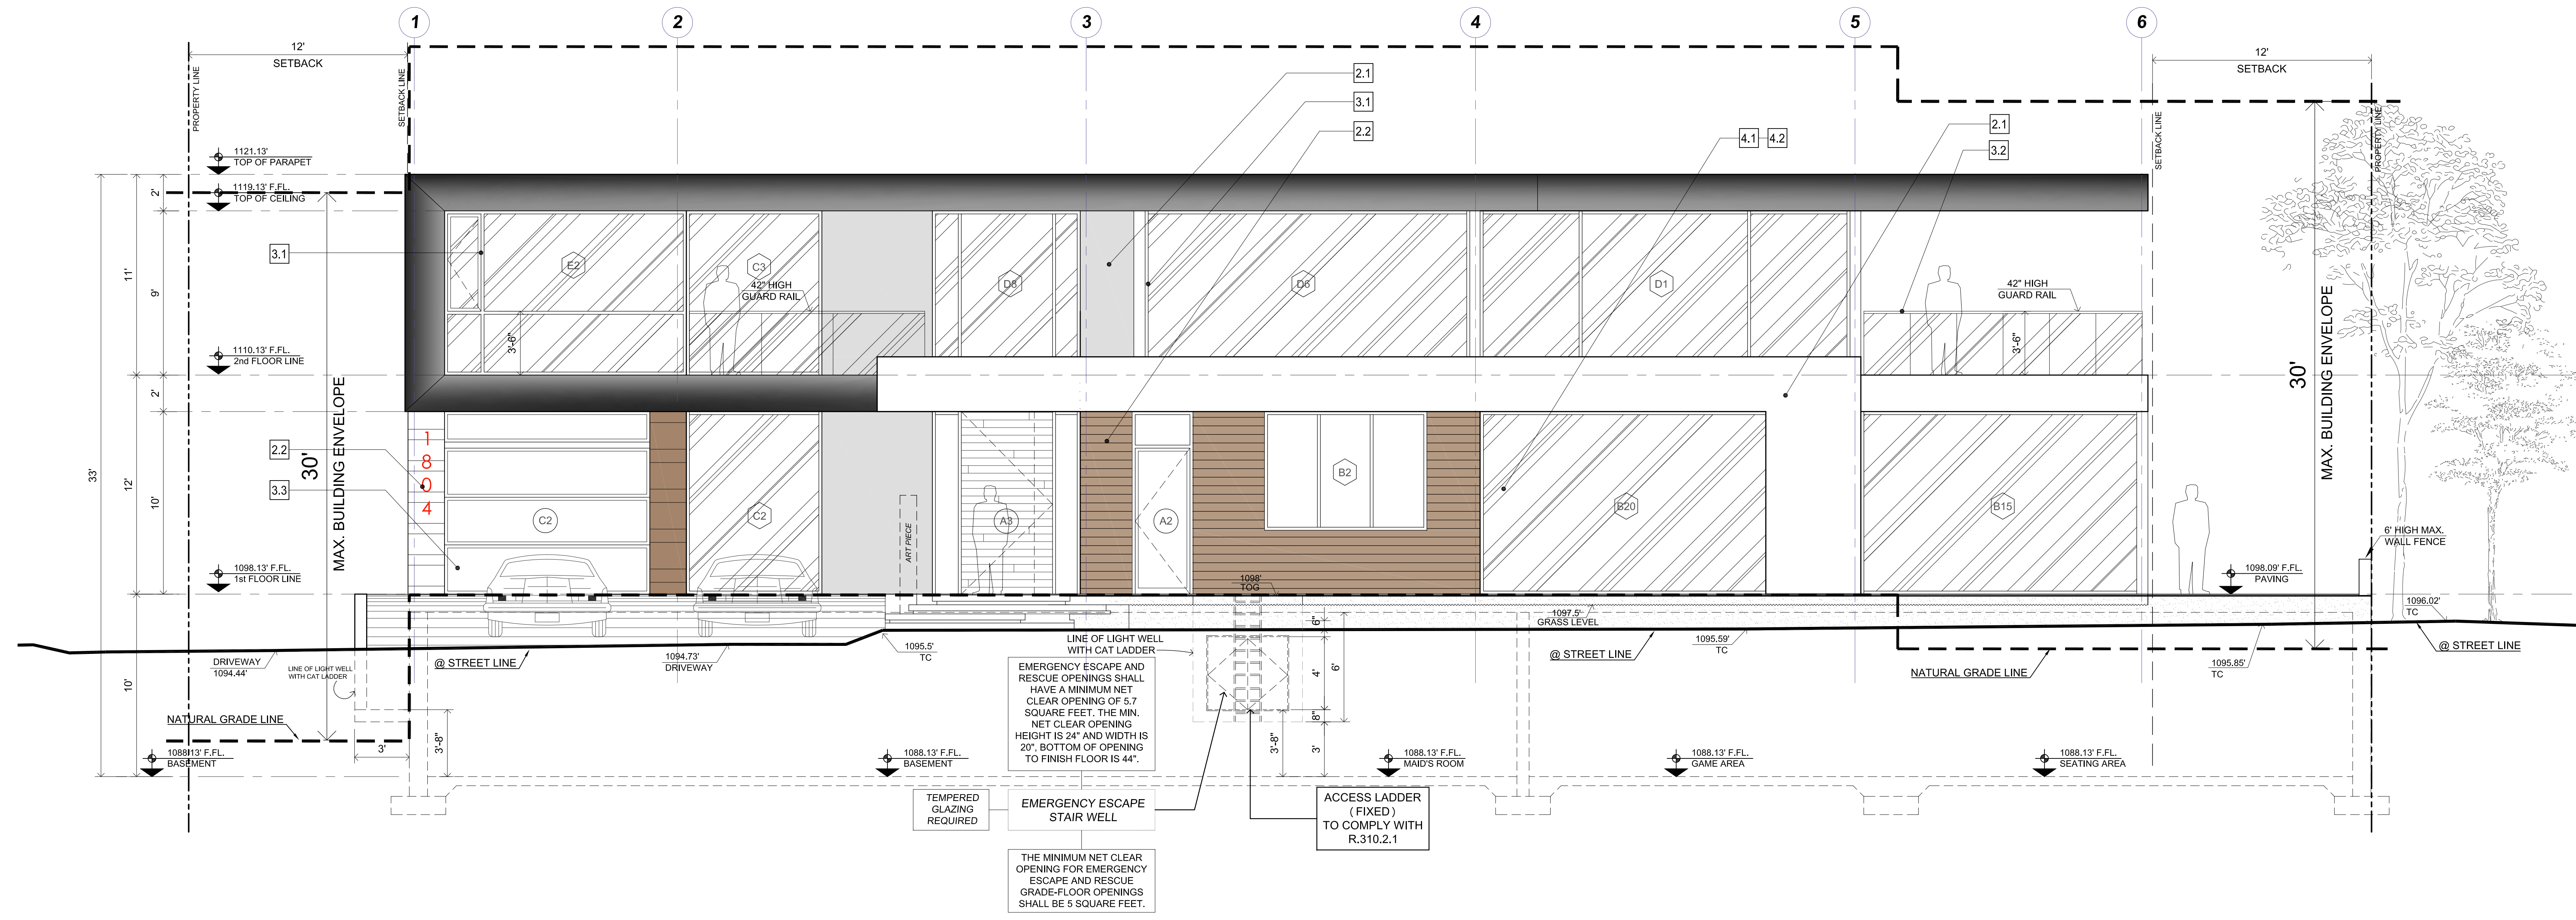 1
2
3
4
5
6
12'
SETBACK
PROPERTY LINE
SETBACK LINE
12'
SETBACK
SETBACK LINE
PROPERTY LINE
2.1
3.1
2.2
4.1
4.2
2.1
3.2
1121.13'
TOP OF PARAPET
1119.13' F.FL.
TOP OF CEILING
2'
11'
9'
3.1
E2
C3
42" HIGH
GUARD RAIL
3'-6"
D8
D6
D1
42" HIGH
GUARD RAIL
3'-6"
1110.13' F.FL.
2nd FLOOR LINE
2'
33'
12'
10'
30'
MAX. BUILDING ENVELOPE
30'
MAX. BUILDING ENVELOPE
2.2
3.3
1
8
0
4
C2
C2
ART PIECE
A3
A2
B2
B20
B15
6' HIGH MAX.
WALL FENCE
1098.13' F.FL.
1st FLOOR LINE
1098'
TOG
1098.09' F.FL.
PAVING
1096.02'
TC
1097.5'
GRASS LEVEL
DRIVEWAY
1094.44'
LINE OF LIGHT WELL
WITH CAT LADDER
@ STREET LINE
1094.73'
DRIVEWAY
1095.5'
TC
LINE OF LIGHT WELL
WITH CAT LADDER
6"
4'
6'
8"
3'
3'-8"
@ STREET LINE
1095.59'
TC
NATURAL GRADE LINE
1095.85'
TC
@ STREET LINE
10'
NATURAL GRADE LINE
3'
3'-8"
EMERGENCY ESCAPE AND
RESCUE OPENINGS SHALL
HAVE A MINIMUM NET
CLEAR OPENING OF 5.7
SQUARE FEET. THE MIN.
NET CLEAR OPENING
HEIGHT IS 24" AND WIDTH IS
20", BOTTOM OF OPENING
TO FINISH FLOOR IS 44".
1088.13' F.FL.
BASEMENT
1088.13' F.FL.
BASEMENT
1088.13' F.FL.
MAID'S ROOM
1088.13' F.FL.
GAME AREA
1088.13' F.FL.
SEATING AREA
TEMPERED
GLAZING
REQUIRED
EMERGENCY ESCAPE
STAIR WELL
ACCESS LADDER
( FIXED )
TO COMPLY WITH
R.310.2.1
THE MINIMUM NET CLEAR
OPENING FOR EMERGENCY
ESCAPE AND RESCUE
GRADE-FLOOR OPENINGS
SHALL BE 5 SQUARE FEET.